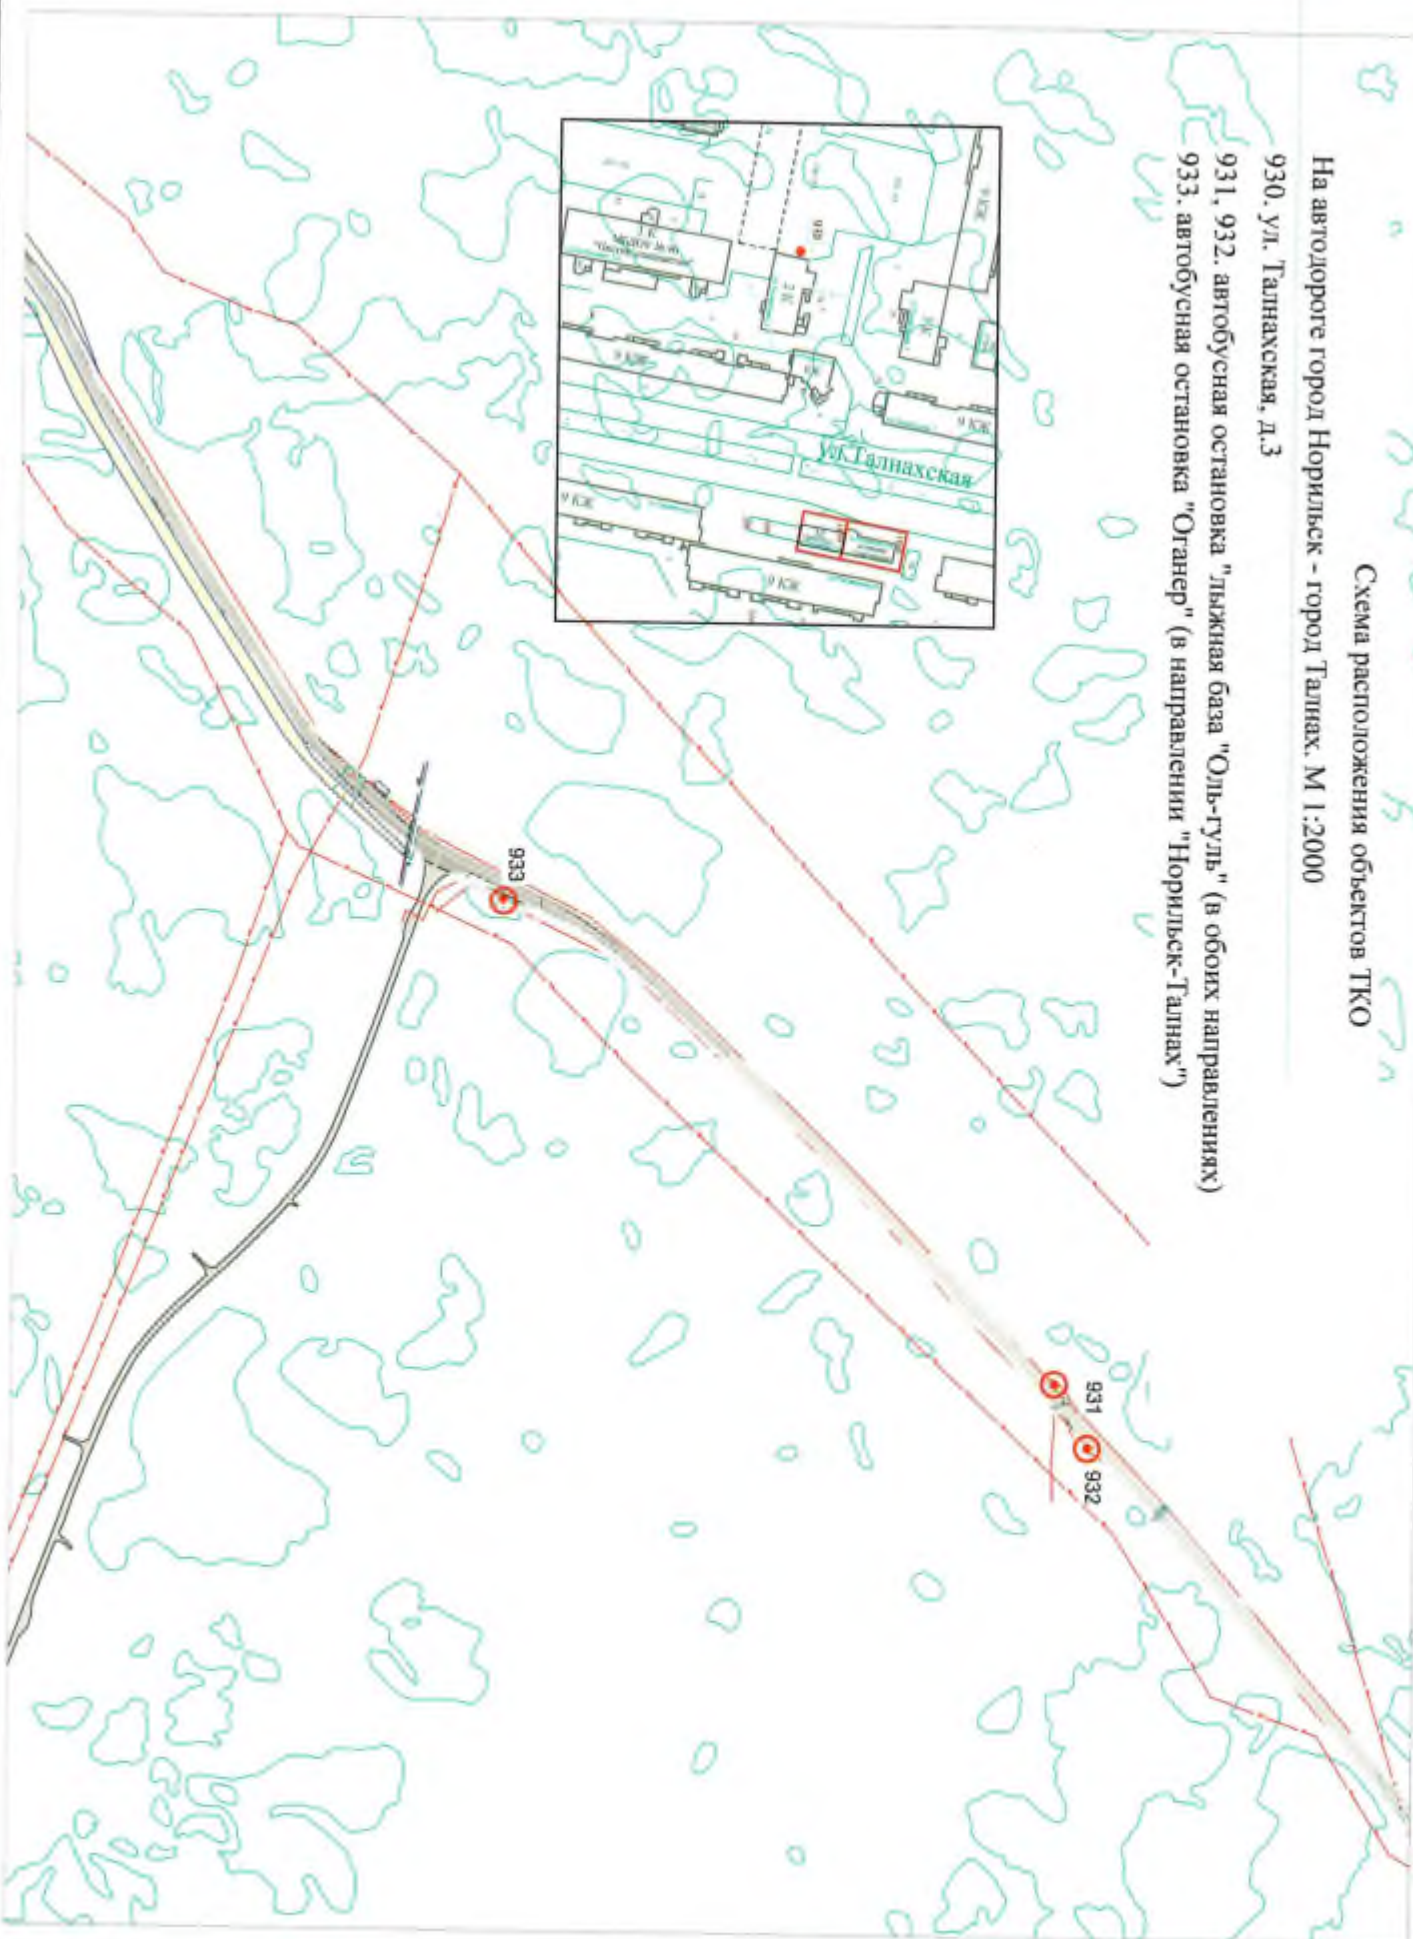 Схема расположения объектов ТКО
На автодороге город Норильск - город Талнах. М 1:2000
930. ул. Талнахская, д.3
931, 932. автобусная остановка "лыжная база "Оль-гуль" (в обоих направлениях)
933. автобусная остановка "Оганер" (в направлении "Норильск-Талнах")
9 КЖ
930
2 К
9 КЖ
9 КЖ
ул.Талнахская
9 КЖ
9 КЖ
933
931
932